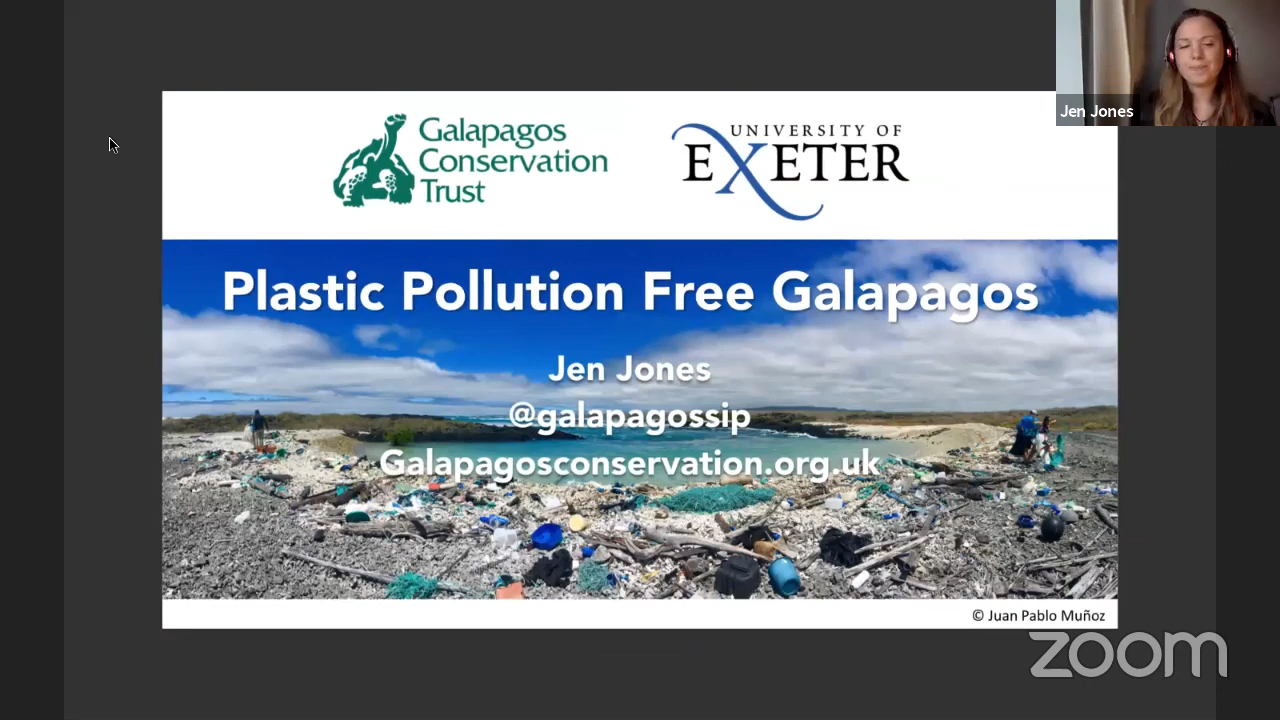 Jen Jones
Galapagos
Conservation
Trust
UNIVERSITY OF
EXETER
Plastic Pollution Free Galapagos
Jen Jones
@galapagossip
Galapagosconservation.org.uk
© Juan Pablo Muñoz
zoom